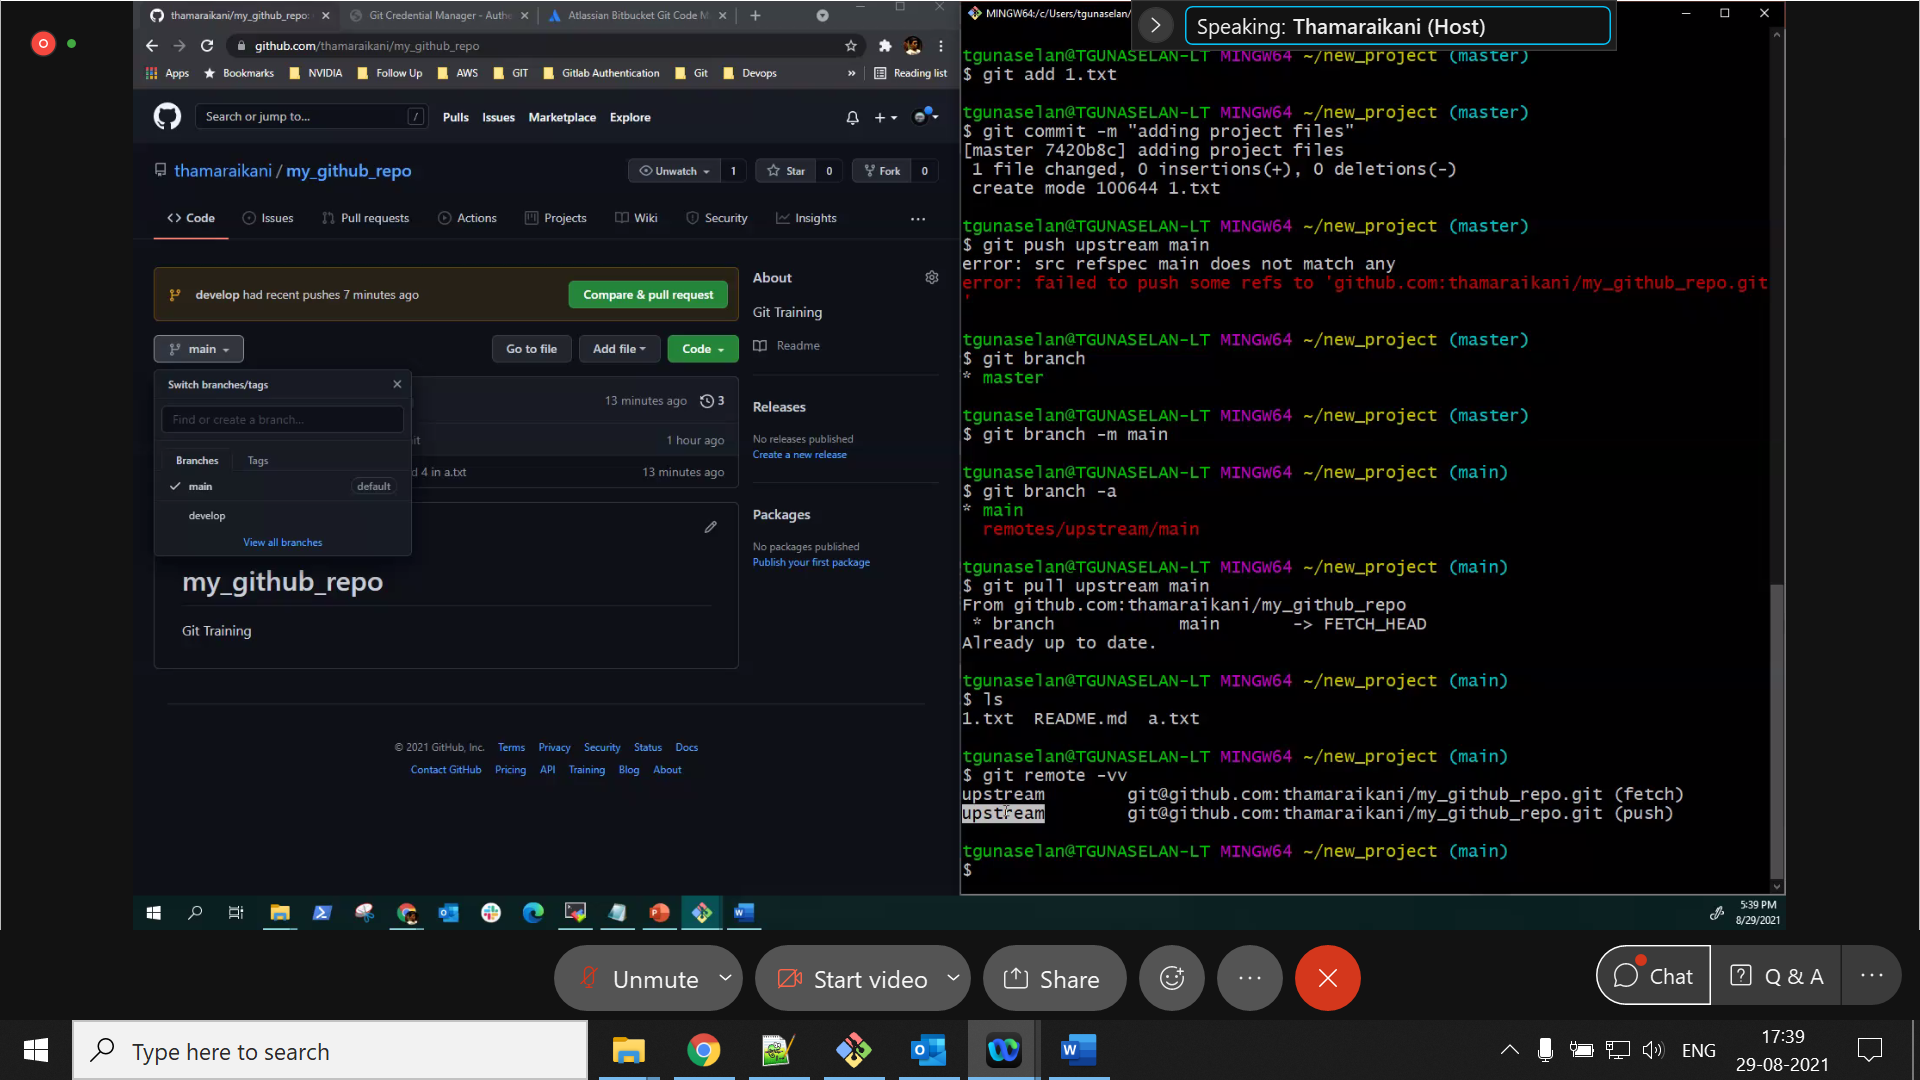 Speaking: Thamaraikani (Host)
thamaraikani/my_github_repo:
Git Credential Manager - Authe
Atlassian Bitbucket Git Code M
github.com/thamaraikani/my_github_repo
Apps
Bookmarks
NVIDIA
Follow Up
AWS
GIT
Gitlab Authentication
Git
Devops
»
Reading list
Search or jump to...
/
Pulls
Issues
Marketplace
Explore
thamaraikani / my_github_repo
Unwatch
1
Star
0
Fork
0
Code
Issues
Pull requests
Actions
Projects
Wiki
Security
Insights
develop had recent pushes 7 minutes ago
Compare & pull request
main
Go to file
Add file
Code
Switch branches/tags
Find or create a branch...
Branches
Tags
main
default
develop
View all branches
13 minutes ago
3
it
1 hour ago
d 4 in a.txt
13 minutes ago
my_github_repo
Git Training
About
Git Training
Readme
Releases
No releases published
Create a new release
Packages
No packages published
Publish your first package
© 2021 GitHub, Inc.
Terms
Privacy
Security
Status
Docs
Contact GitHub
Pricing
API
Training
Blog
About
MINGW64:/c/Users/tgunaselan/
tgunaselan@TGUNASELAN-LT MINGW64 ~/new_project (master)
$ git add 1.txt
tgunaselan@TGUNASELAN-LT MINGW64 ~/new_project (master)
$ git commit -m "adding project files"
[master 7420b8c] adding project files
1 file changed, 0 insertions(+), 0 deletions(-)
create mode 100644 1.txt
tgunaselan@TGUNASELAN-LT MINGW64 ~/new_project (master)
$ git push upstream main
error: src refspec main does not match any
error: failed to push some refs to 'github.com:thamaraikani/my_github_repo.git
'
tgunaselan@TGUNASELAN-LT MINGW64 ~/new_project (master)
$ git branch
* master
tgunaselan@TGUNASELAN-LT MINGW64 ~/new_project (master)
$ git branch -m main
tgunaselan@TGUNASELAN-LT MINGW64 ~/new_project (main)
$ git branch -a
* main
remotes/upstream/main
tgunaselan@TGUNASELAN-LT MINGW64 ~/new_project (main)
$ git pull upstream main
From github.com:thamaraikani/my_github_repo
* branch main -> FETCH_HEAD
Already up to date.
tgunaselan@TGUNASELAN-LT MINGW64 ~/new_project (main)
$ ls
1.txt README.md a.txt
tgunaselan@TGUNASELAN-LT MINGW64 ~/new_project (main)
$ git remote -vv
upstream git@github.com:thamaraikani/my_github_repo.git (fetch)
upstream git@github.com:thamaraikani/my_github_repo.git (push)
tgunaselan@TGUNASELAN-LT MINGW64 ~/new_project (main)
$
5:39 PM
8/29/2021
Unmute
Start video
Share
Chat
Q & A
Type here to search
ENG
17:39
29-08-2021